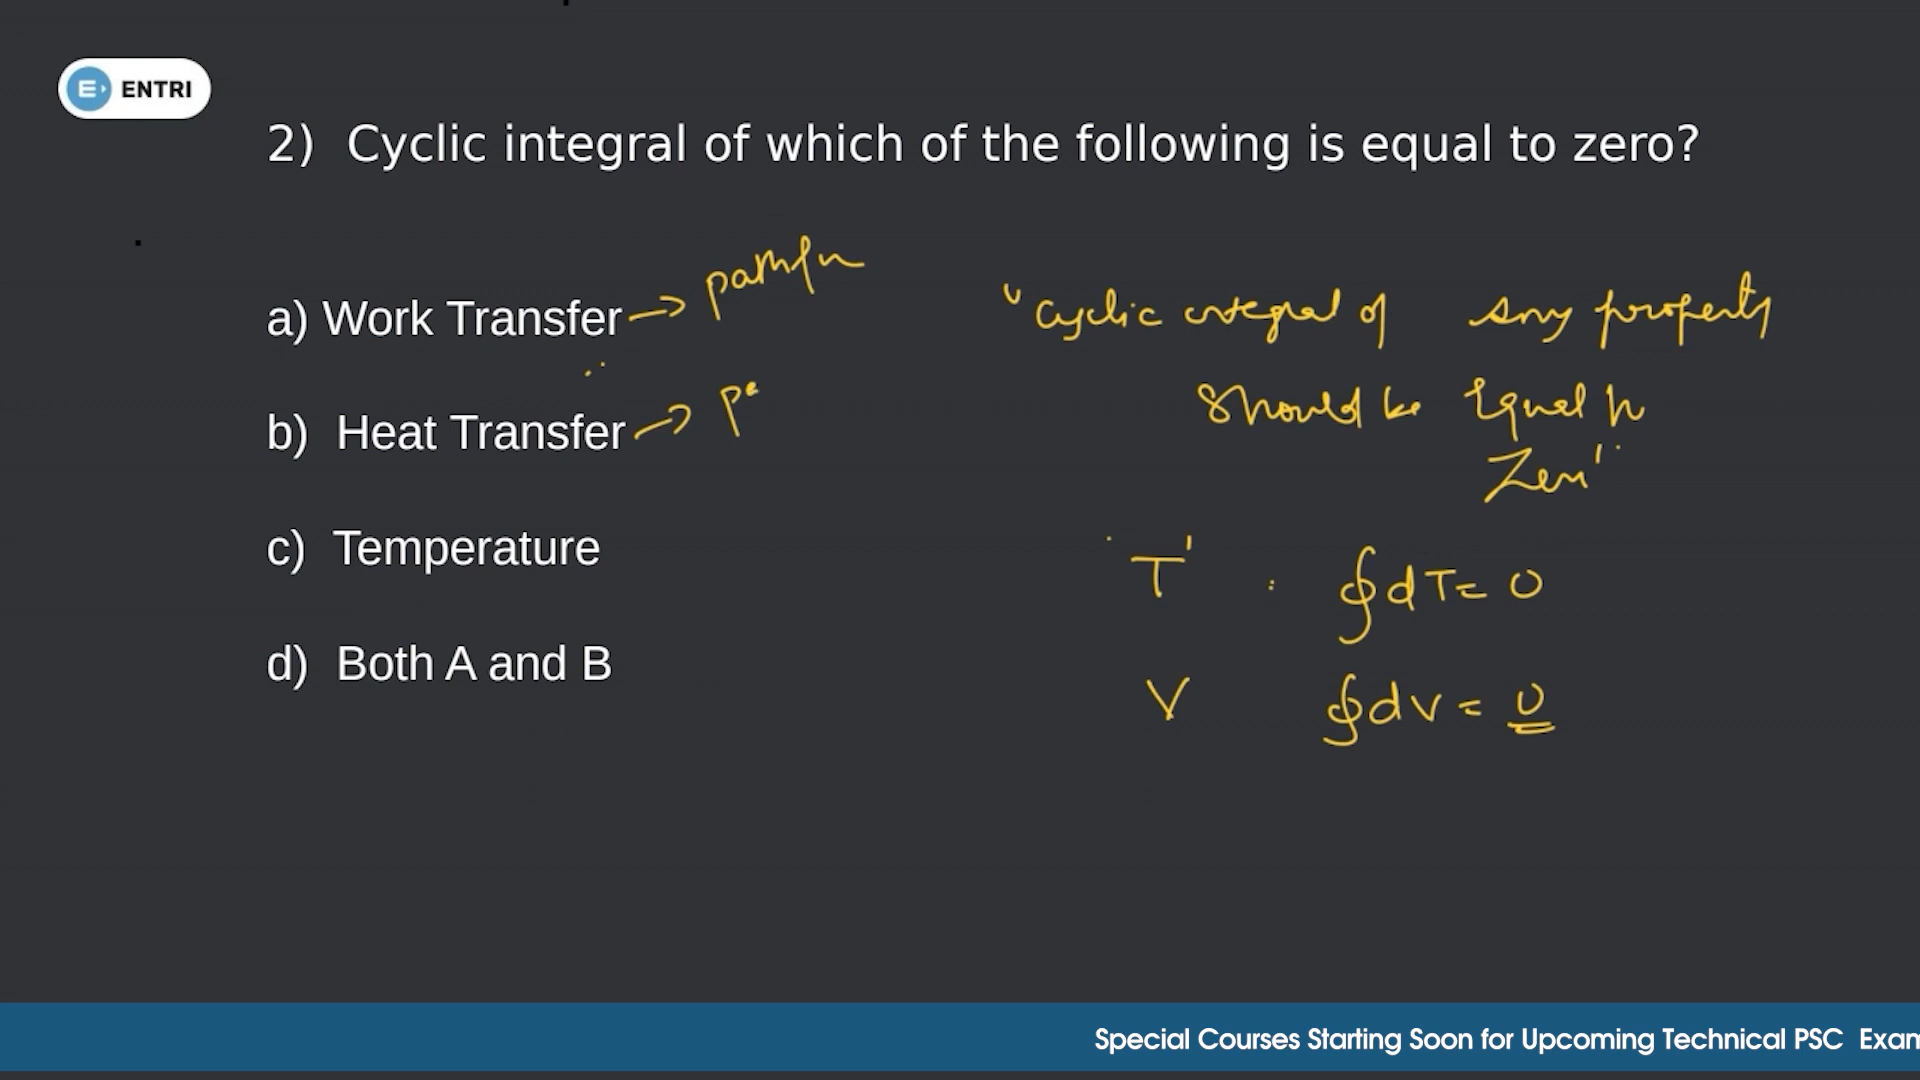 ENTRI
2) Cyclic integral of which of the following is equal to zero?
a) Work Transfer → path fn
"Cyclic integral of any property
should be Equal to
Zero"
b) Heat Transfer → p
c) Temperature
d) Both A and B
T ∮dT = 0
V ∮dV = 0
Special Courses Starting Soon for Upcoming Technical PSC Exam